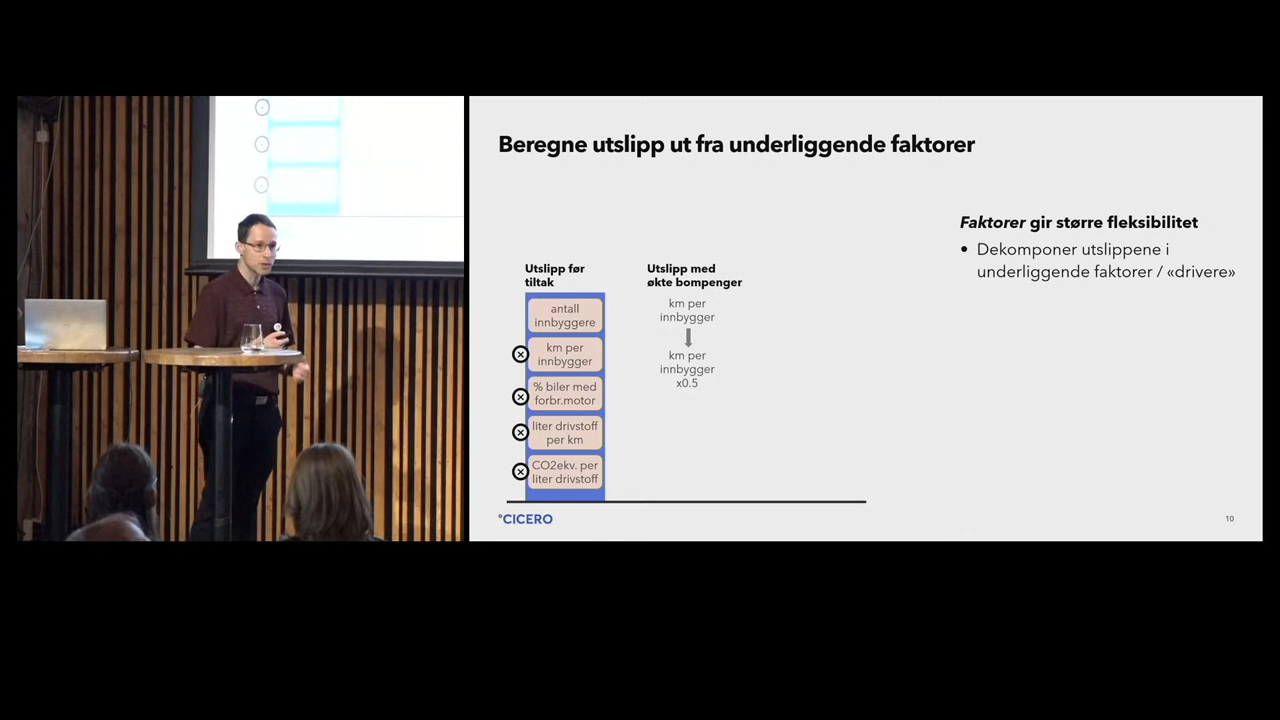 Beregne utslipp ut fra underliggende faktorer
Faktorer gir større fleksibilitet
• Dekomponer utslippene i
underliggende faktorer / «drivere»
Utslipp før
tiltak
antall
innbyggere
km per
innbygger
% biler med
forbr.motor
liter drivstoff
per km
CO2ekv. per
liter drivstoff
Utslipp med
økte bompenger
km per
innbygger
km per
innbygger
x0.5
°CICERO
10